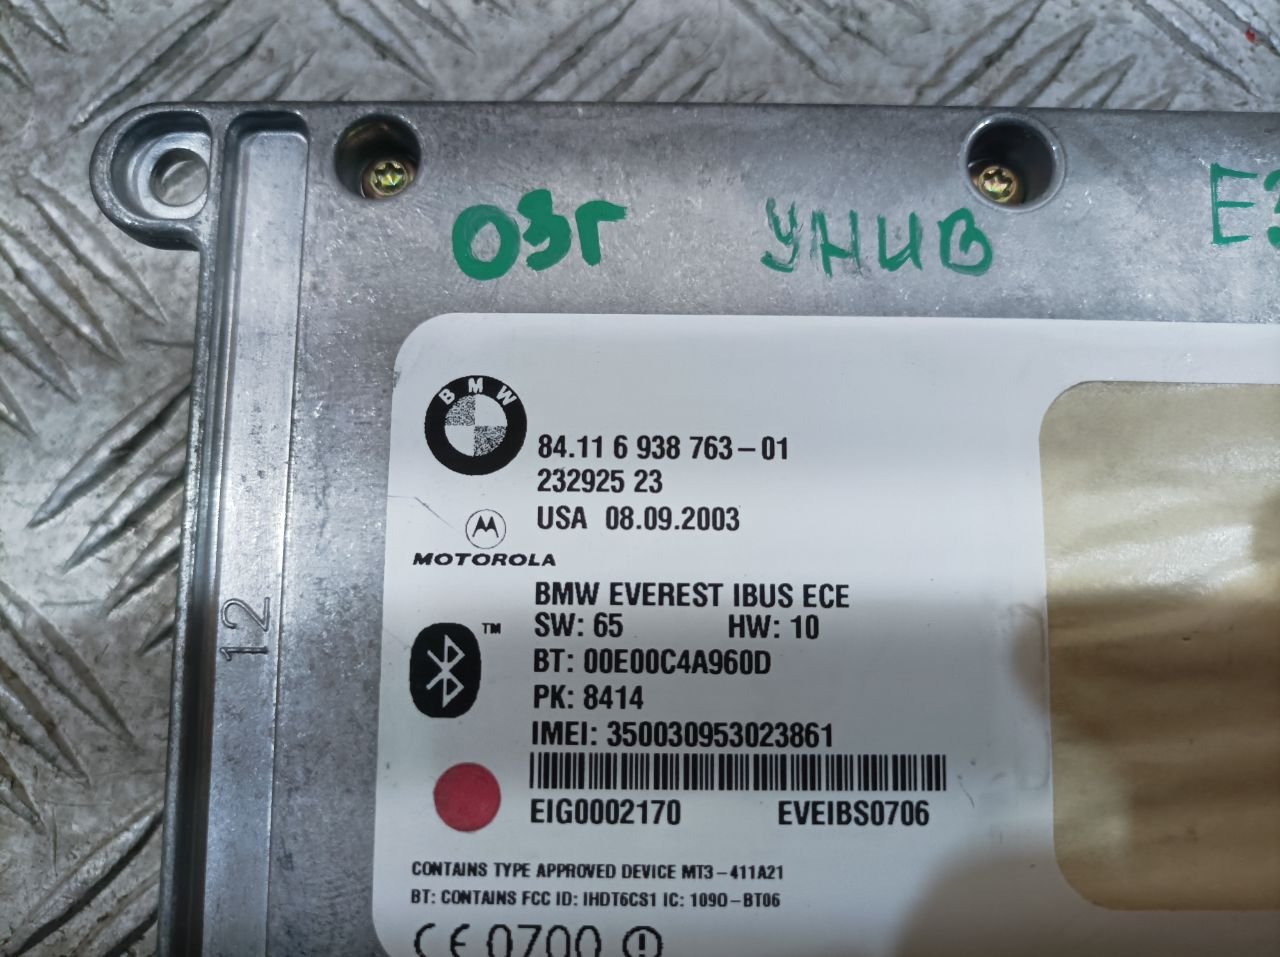 ОЗГ УНИВ
BMW
84.11 6 938 763-01
232925 23
USA 08.09.2003
MOTOROLA
BMW EVEREST IBUS ECE
SW: 65 HW: 10
™
BT: 00E00C4A960D
PK: 8414
IMEI: 350030953023861
12
EIG0002170 EVEIBS0706
CONTAINS TYPE APPROVED DEVICE MT3-411A21
BT: CONTAINS FCC ID: IHDT6CS1 IC: 1090-BT06
CE 0700